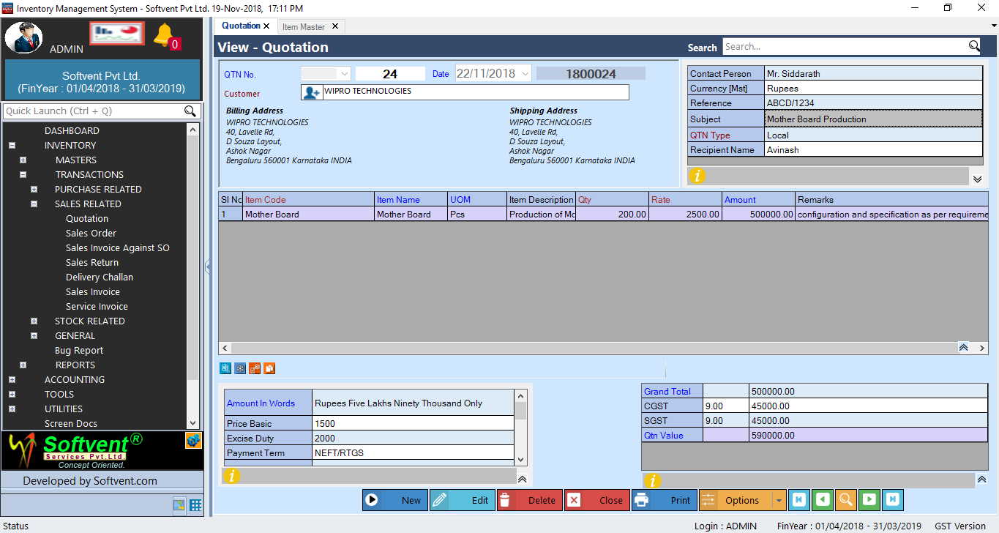 Inventory Management System - Softvent Pvt Ltd. 19-Nov-2018, 17:11 PM
ADMIN
0
Softvent Pvt Ltd.
(FinYear : 01/04/2018 - 31/03/2019)
Quick Launch (Ctrl + Q)
DASHBOARD
INVENTORY
MASTERS
TRANSACTIONS
PURCHASE RELATED
SALES RELATED
Quotation
Sales Order
Sales Invoice Against SO
Sales Return
Delivery Challan
Sales Invoice
Service Invoice
STOCK RELATED
GENERAL
Bug Report
REPORTS
ACCOUNTING
TOOLS
UTILITIES
Screen Docs
Softvent®
Services Pvt.Ltd.
Concept Oriented.
Developed by Softvent.com
Quotation Item Master
View - Quotation Search Search...
QTN No. 24 Date 22/11/2018 1800024
Customer WIPRO TECHNOLOGIES
Billing Address
WIPRO TECHNOLOGIES
40, Lavelle Rd,
D Souza Layout,
Ashok Nagar
Bengaluru 560001 Karnataka INDIA
Shipping Address
WIPRO TECHNOLOGIES
40, Lavelle Rd,
D Souza Layout,
Ashok Nagar
Bengaluru 560001 Karnataka INDIA
Contact Person Mr. Siddarath
Currency [Mst] Rupees
Reference ABCD/1234
Subject Mother Board Production
QTN Type Local
Recipient Name Avinash
Sl No Item Code Item Name UOM Item Description Qty Rate Amount Remarks
1 Mother Board Mother Board Pcs Production of Mo 200.00 2500.00 500000.00 configuration and specification as per requireme
Amount In Words Rupees Five Lakhs Ninety Thousand Only
Price Basic 1500
Excise Duty 2000
Payment Term NEFT/RTGS
Grand Total 500000.00
CGST 9.00 45000.00
SGST 9.00 45000.00
Qtn Value 590000.00
New Edit Delete Close Print Options
Status Login : ADMIN FinYear : 01/04/2018 - 31/03/2019 GST Version